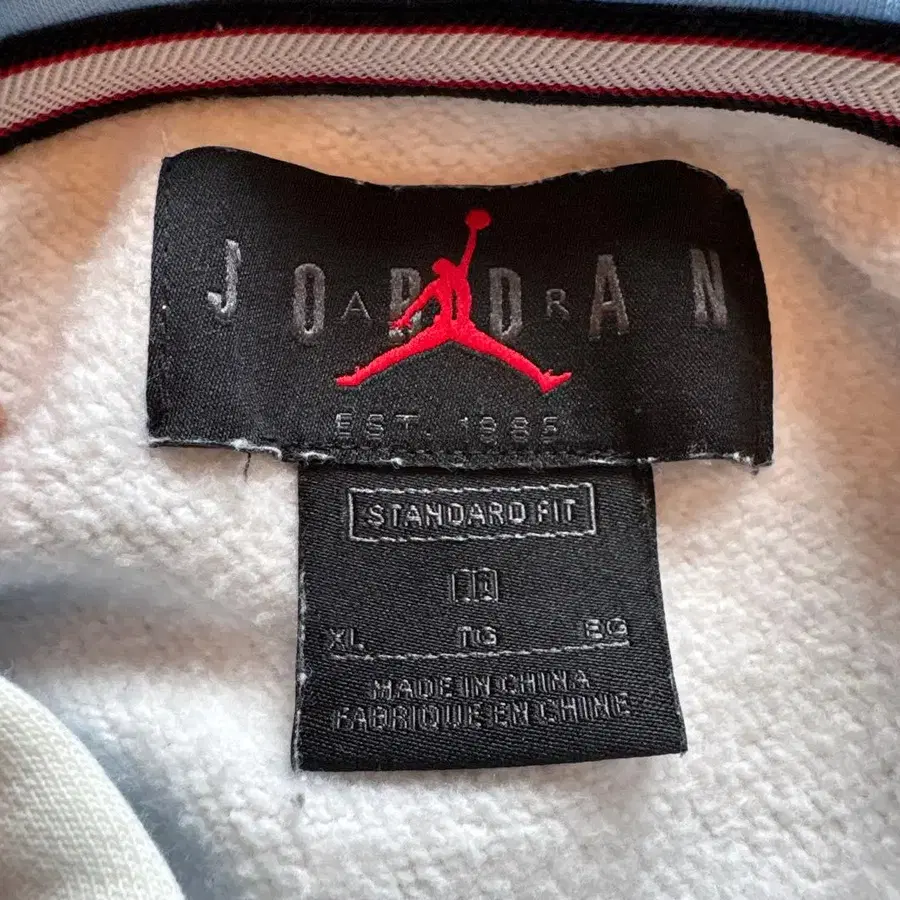 JORDAN
AIR
EST. 1985
STANDARD FIT
XL TG EG
MADE IN CHINA
FABRIQUE EN CHINE